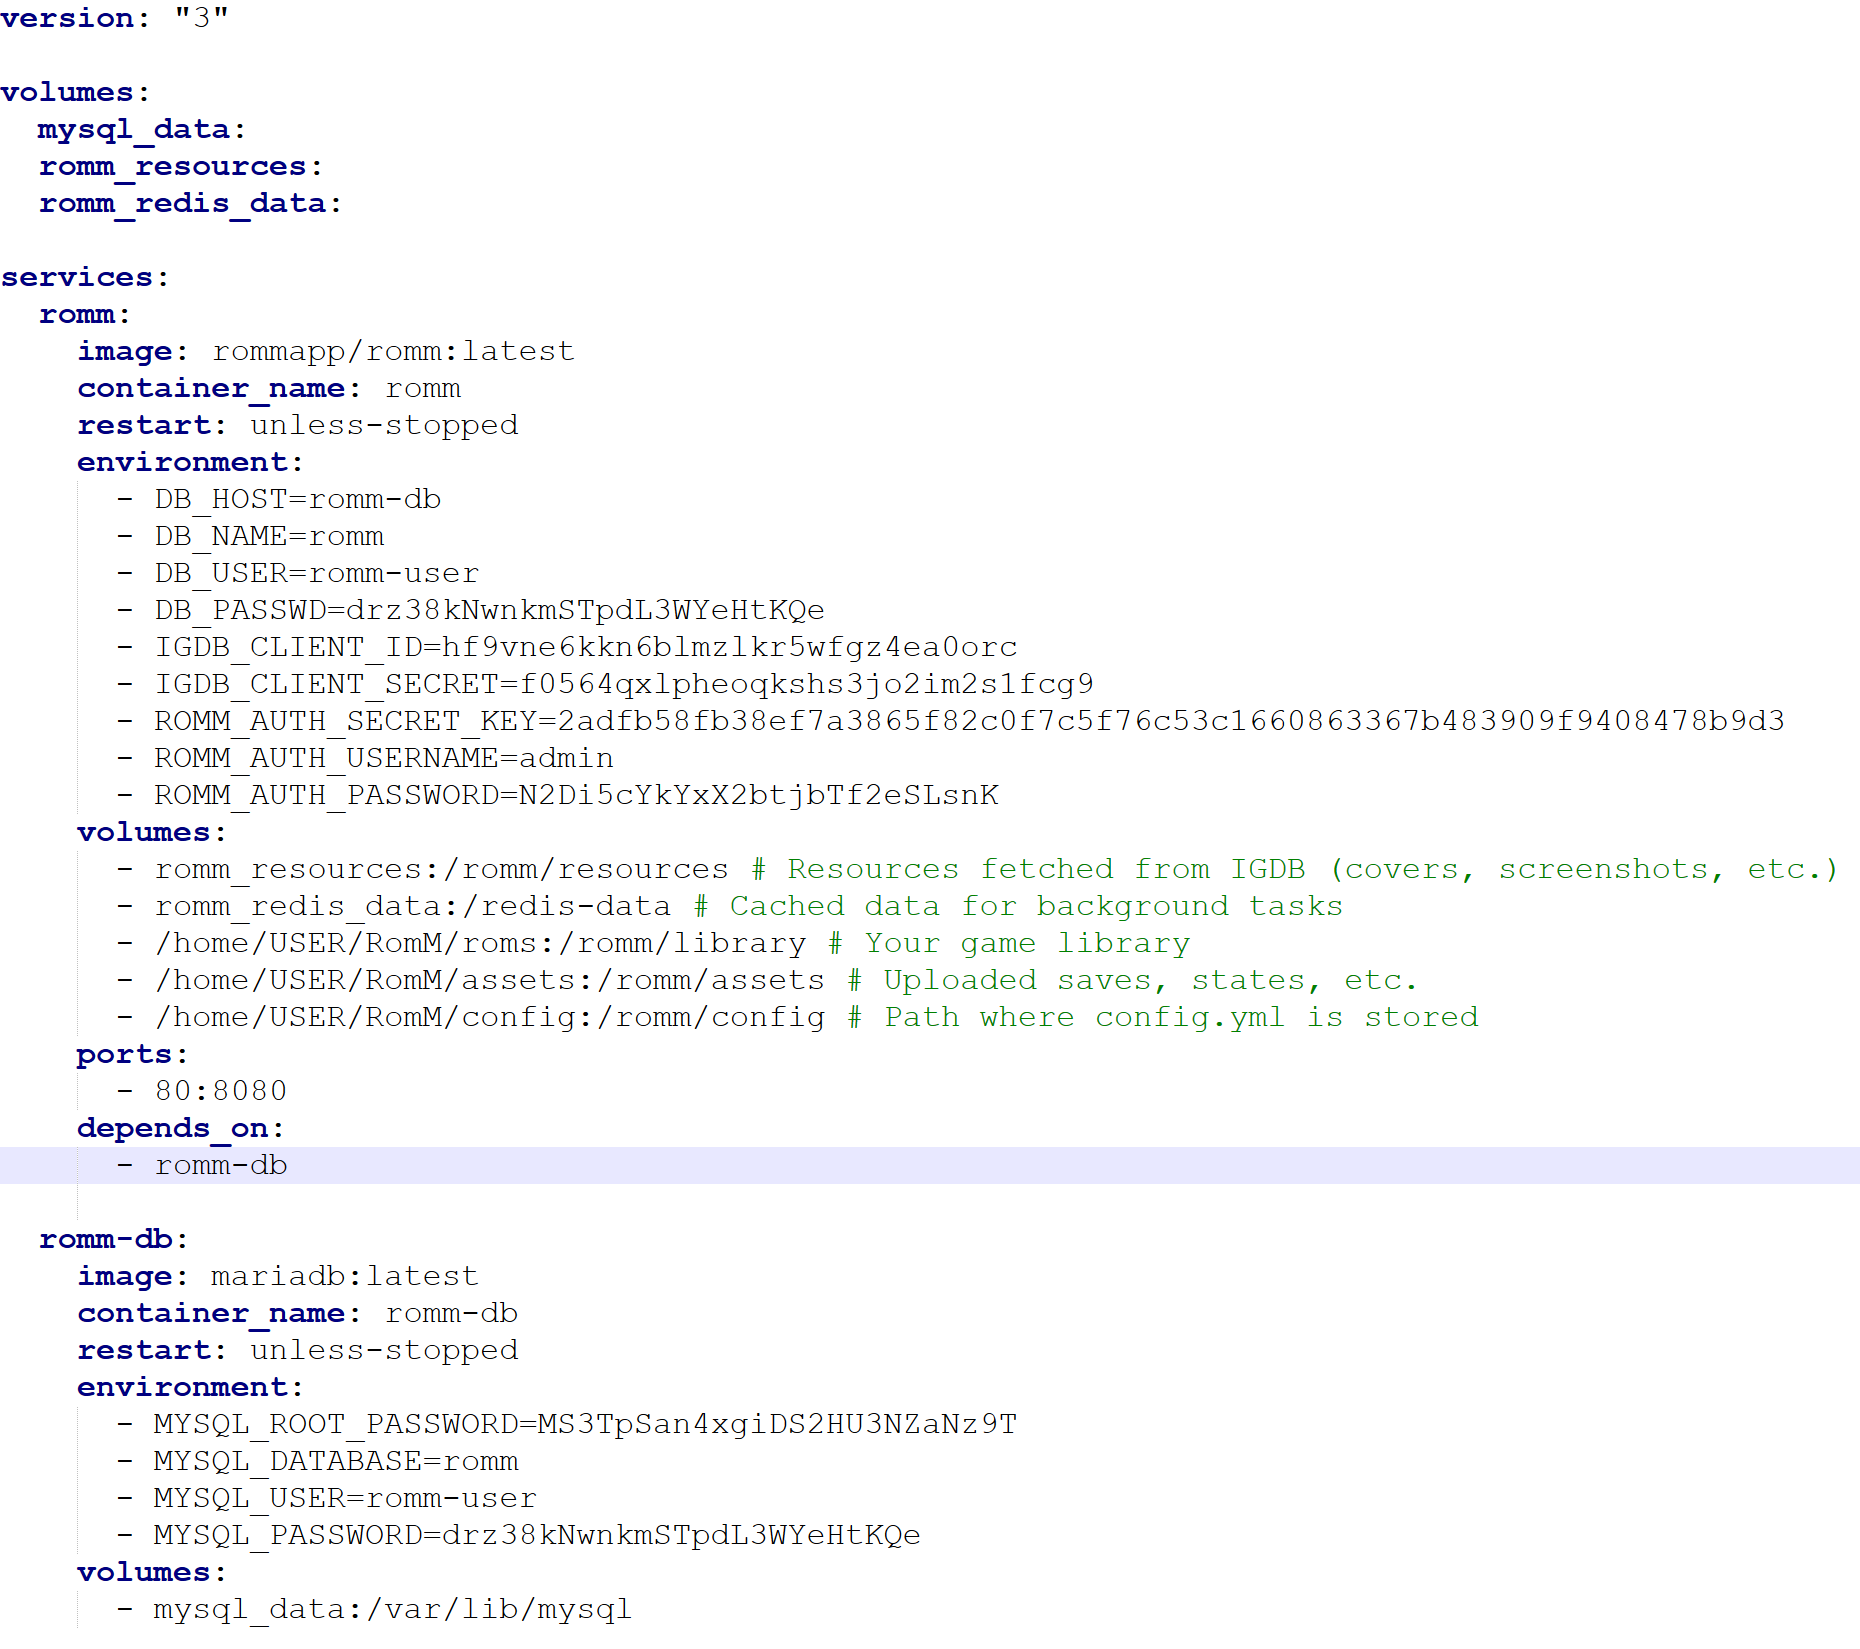 version: "3"

volumes:
  mysql_data:
  romm_resources:
  romm_redis_data:

services:
  romm:
    image: rommapp/romm:latest
    container_name: romm
    restart: unless-stopped
    environment:
      - DB_HOST=romm-db
      - DB_NAME=romm
      - DB_USER=romm-user
      - DB_PASSWD=drz38kNwnkmSTpdL3WYeHtKQe
      - IGDB_CLIENT_ID=hf9vne6kkn6blmzlkr5wfgz4ea0orc
      - IGDB_CLIENT_SECRET=f0564qxlpheoqkshs3jo2im2s1fcg9
      - ROMM_AUTH_SECRET_KEY=2adfb58fb38ef7a3865f82c0f7c5f76c53c1660863367b483909f9408478b9d3
      - ROMM_AUTH_USERNAME=admin
      - ROMM_AUTH_PASSWORD=N2Di5cYkYxX2btjbTf2eSLsnK
    volumes:
      - romm_resources:/romm/resources # Resources fetched from IGDB (covers, screenshots, etc.)
      - romm_redis_data:/redis-data # Cached data for background tasks
      - /home/USER/RomM/roms:/romm/library # Your game library
      - /home/USER/RomM/assets:/romm/assets # Uploaded saves, states, etc.
      - /home/USER/RomM/config:/romm/config # Path where config.yml is stored
    ports:
      - 80:8080
    depends_on:
      - romm-db

  romm-db:
    image: mariadb:latest
    container_name: romm-db
    restart: unless-stopped
    environment:
      - MYSQL_ROOT_PASSWORD=MS3TpSan4xgiDS2HU3NZaNz9T
      - MYSQL_DATABASE=romm
      - MYSQL_USER=romm-user
      - MYSQL_PASSWORD=drz38kNwnkmSTpdL3WYeHtKQe
    volumes:
      - mysql_data:/var/lib/mysql